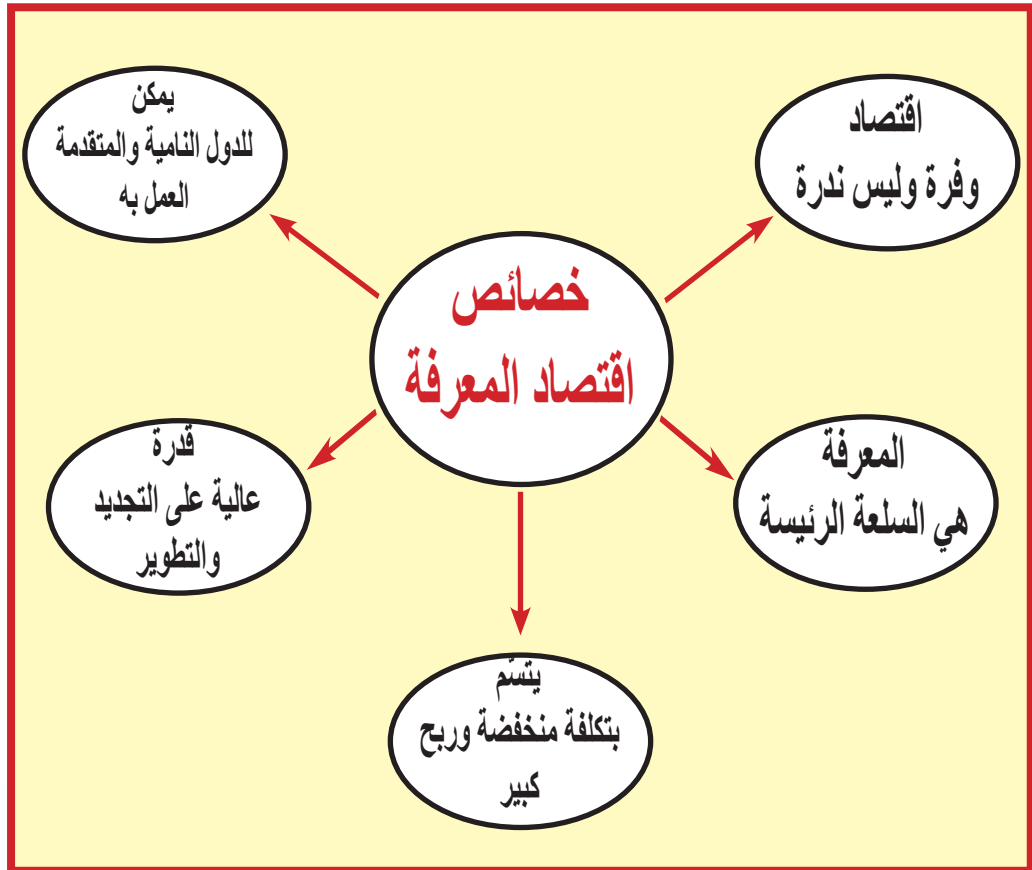 خصائص
اقتصاد المعرفة
اقتصاد
وفرة وليس ندرة
المعرفة
هي السلعة الرئيسة
يتسّم
بتكلفة منخفضة وربح
كبير
قدرة
عالية على التجديد
والتطوير
يمكن
للدول النامية والمتقدمة
العمل به